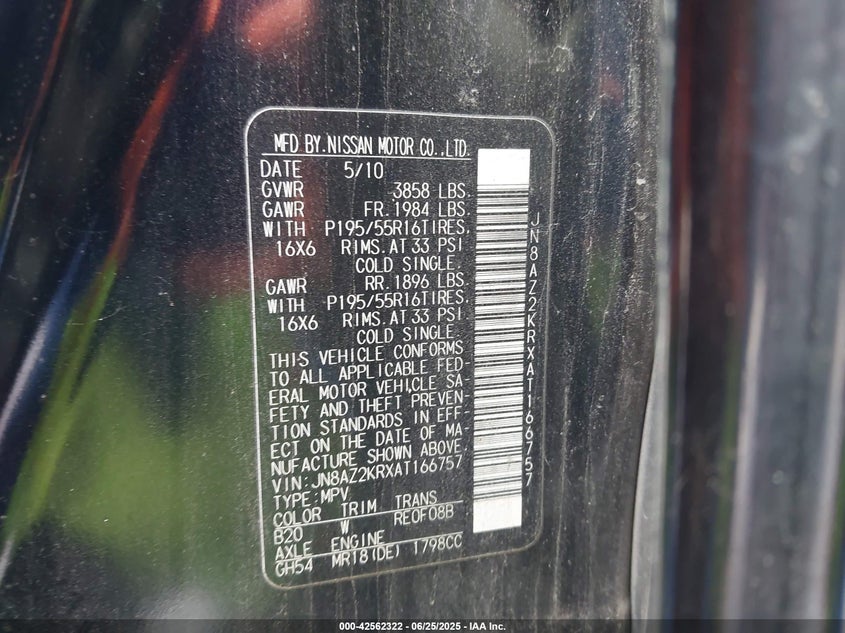 MFD BY. NISSAN MOTOR CO., LTD.
DATE 5/10
GVWR 3858 LBS.
GAWR FR. 1984 LBS.
WITH P195/55R16TIRES.
16X6 RIMS. AT 33 PSI
COLD SINGLE.
GAWR RR. 1896 LBS.
WITH P195/55R16TIRES.
16X6 RIMS. AT 33 PSI
COLD SINGLE.
THIS VEHICLE CONFORMS
TO ALL APPLICABLE FED
ERAL MOTOR VEHICLE SA-
FETY AND THEFT PREVEN-
TION STANDARDS IN EFF-
ECT ON THE DATE OF MA-
NUFACTURE SHOWN ABOVE.
VIN: JN8AZ2KRXAT166757
TYPE: MPV
COLOR TRIM TRANS
B20 W RE0F08B
AXLE ENGINE
GH54 MR18(DE) 1798CC
JN8AZ2KRXAT166757
000-42562322 - 06/25/2025 - IAA Inc.